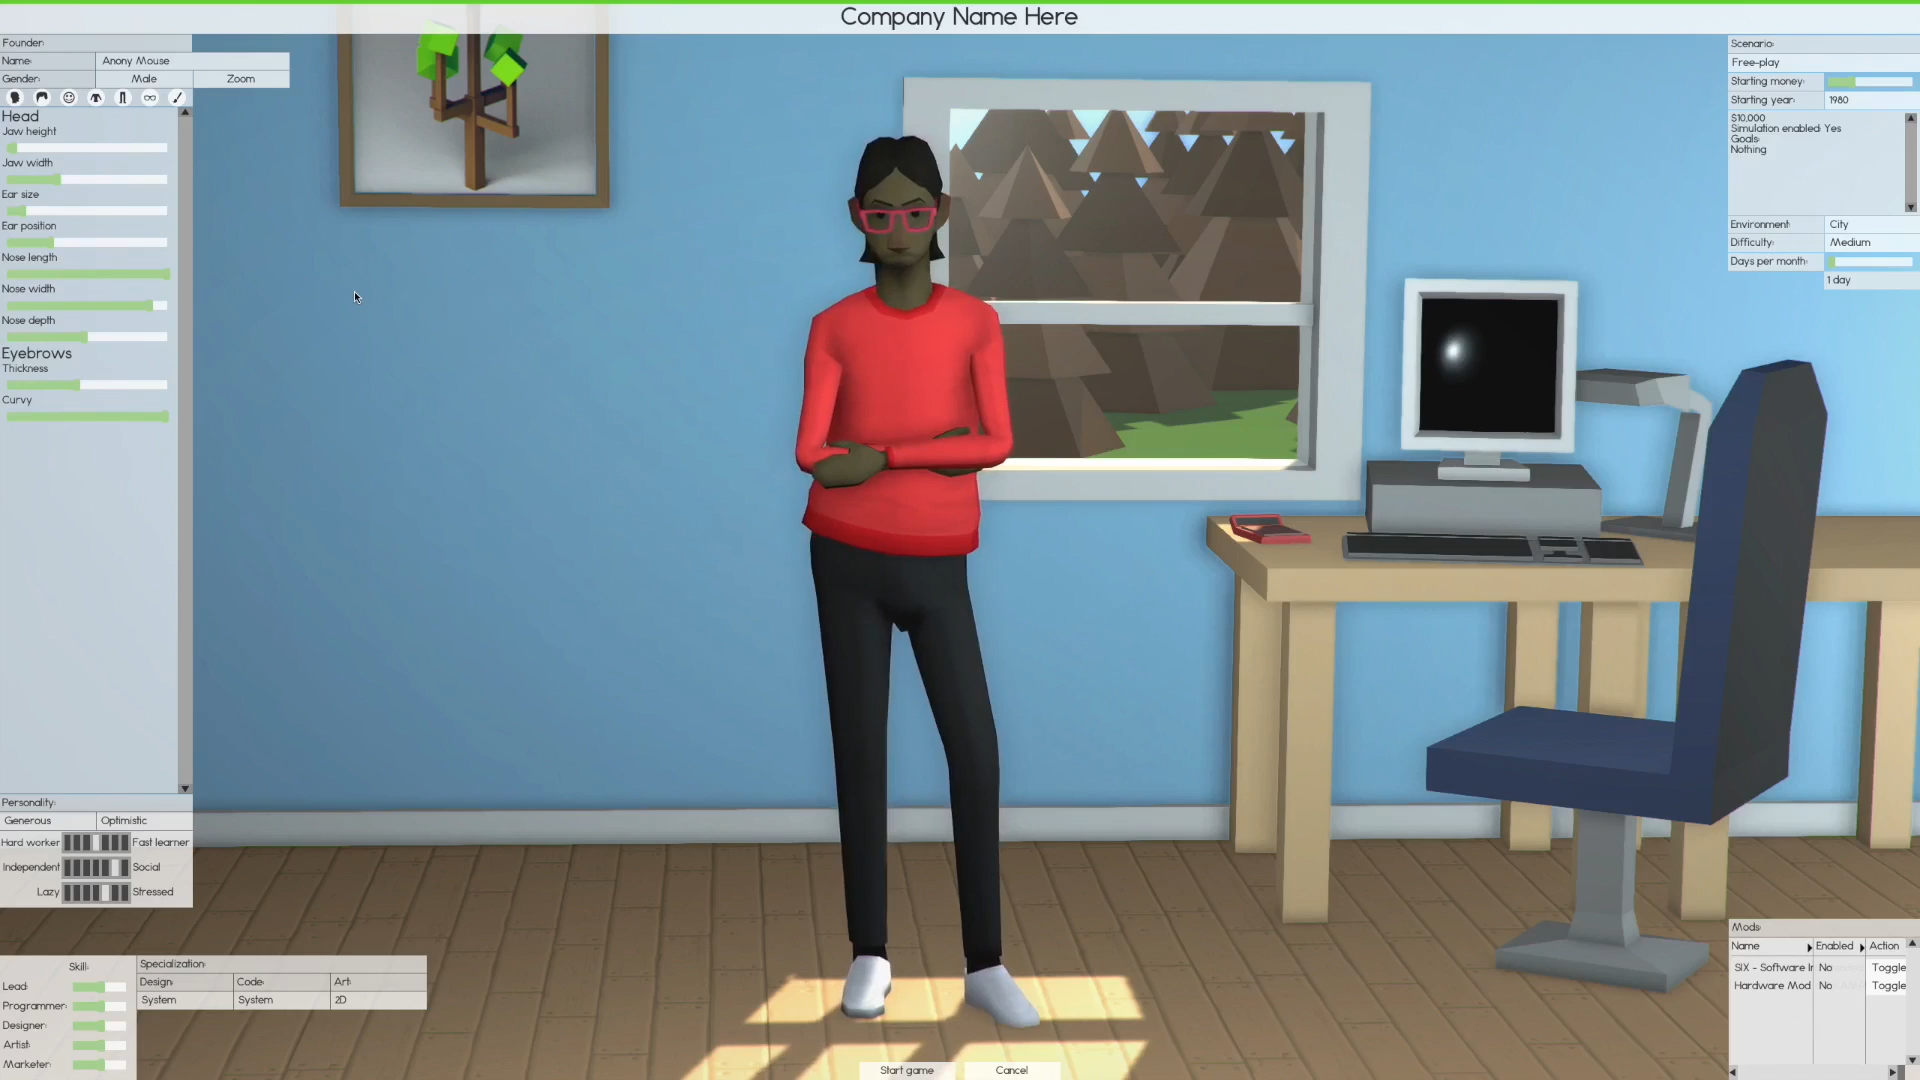 Company Name Here
Founder:
Name: Anony Mouse
Gender: Male Zoom
Head
Jaw height
Jaw width
Ear size
Ear position
Nose length
Nose width
Nose depth
Eyebrows
Thickness
Curvy
Personality:
Generous Optimistic
Hard worker Fast learner
Independent Social
Lazy Stressed
Skill:
Lead:
Programmer:
Designer:
Artist:
Marketer:
Specialization:
Design: Code: Art:
System System 2D
Start game Cancel
Scenario:
Free-play
Starting money:
Starting year: 1980
$10,000
Simulation enabled: Yes
Goals:
Nothing
Environment: City
Difficulty: Medium
Days per month:
1 day
Mods:
Name Enabled Action
SIX - Software Ir No Toggle
Hardware Mod No Toggle